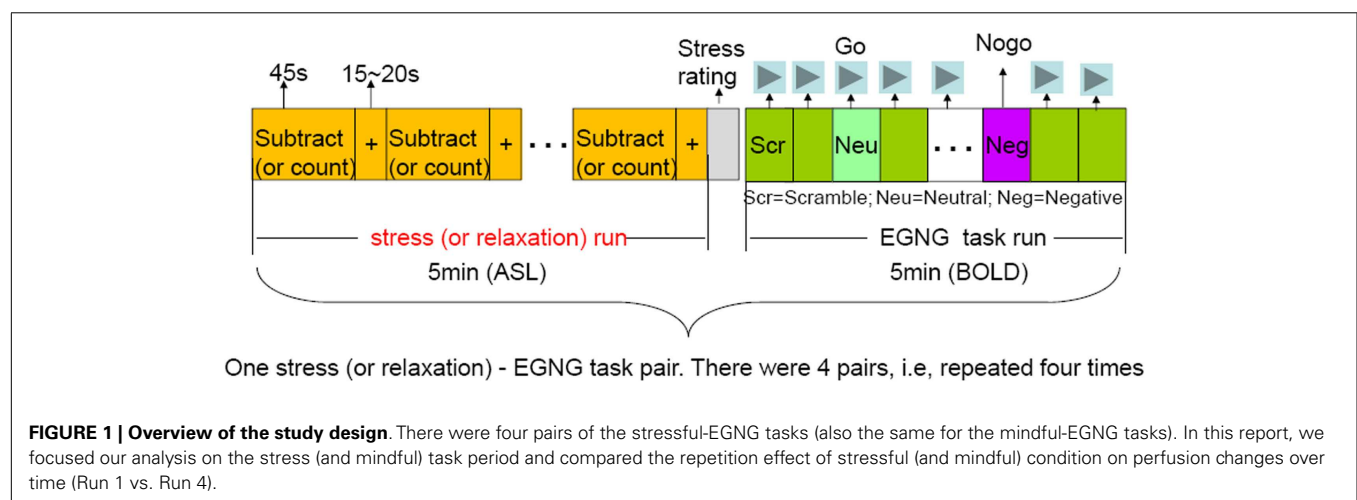 45s
15~20s
Stress
rating
Go
Nogo
Subtract
(or count)
+
Subtract
(or count)
+
...
Subtract
(or count)
+
Scr
Neu
...
Neg
Scr=Scramble; Neu=Neutral; Neg=Negative
stress (or relaxation) run
EGNG task run
5min (ASL)
5min (BOLD)
One stress (or relaxation) - EGNG task pair. There were 4 pairs, i.e, repeated four times
FIGURE 1 | Overview of the study design. There were four pairs of the stressful-EGNG tasks (also the same for the mindful-EGNG tasks). In this report, we
focused our analysis on the stress (and mindful) task period and compared the repetition effect of stressful (and mindful) condition on perfusion changes over
time (Run 1 vs. Run 4).